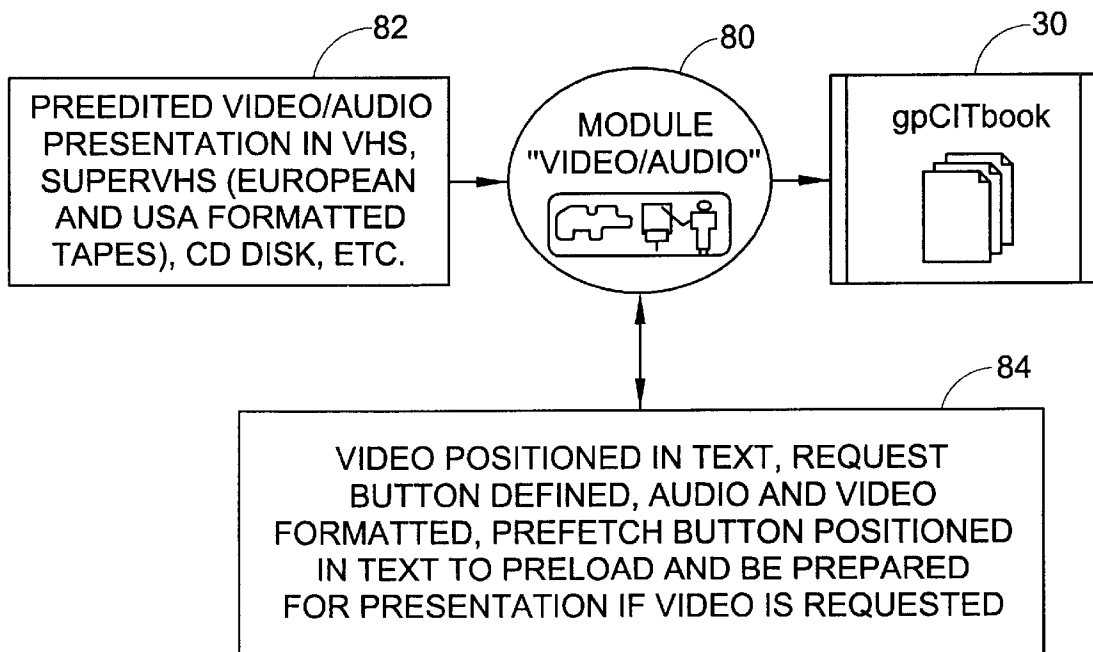 82
PREEDITED VIDEO/AUDIO
PRESENTATION IN VHS,
SUPERVHS (EUROPEAN
AND USA FORMATTED
TAPES), CD DISK, ETC.
80
MODULE
"VIDEO/AUDIO"
30
gpCITbook
84
VIDEO POSITIONED IN TEXT, REQUEST
BUTTON DEFINED, AUDIO AND VIDEO
FORMATTED, PREFETCH BUTTON POSITIONED
IN TEXT TO PRELOAD AND BE PREPARED
FOR PRESENTATION IF VIDEO IS REQUESTED